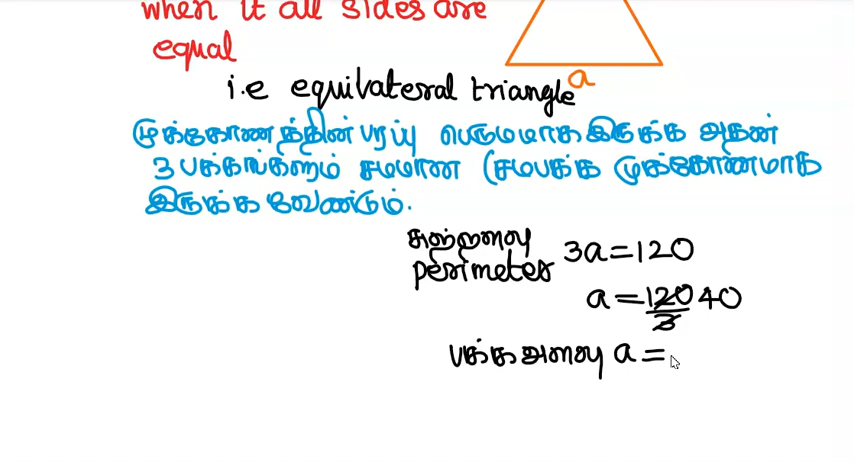 when it all sides are
equal
a
i.e equilateral triangle
முக்கோணத்தின் பரப்பு பெருமமாக இருக்க அதன்
3 பக்கங்களும் சமமான (சமபக்க முக்கோணமாக
இருக்க வேண்டும்.
சுற்றளவு
perimeter 3a=120
a=120/3 40
பக்க அளவு a=